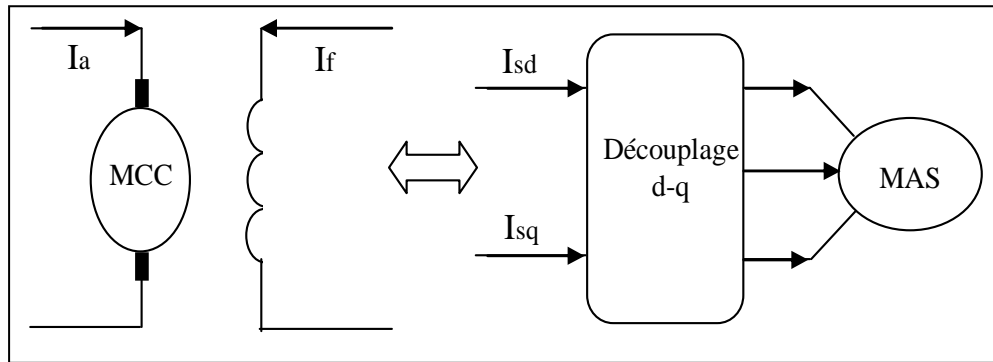 Ia
If
MCC
Isd
Isq
Découplage
d-q
MAS